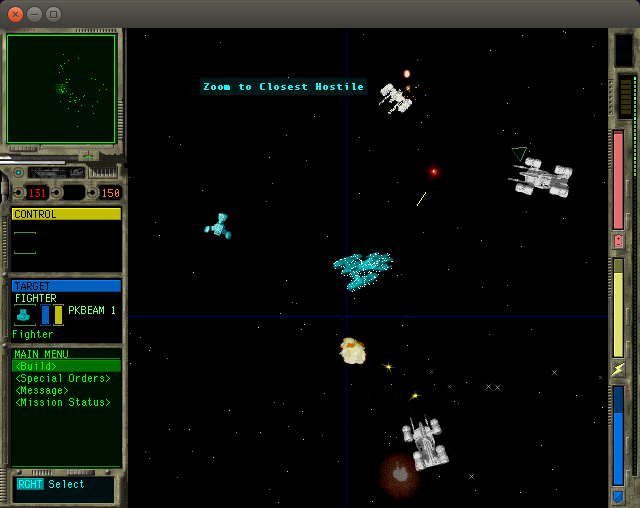 Zoom to Closest Hostile
131
150
CONTROL
TARGET
FIGHTER
PKBEAM 1
Fighter
MAIN MENU
<Build>
<Special Orders>
<Message>
<Mission Status>
RGHT Select